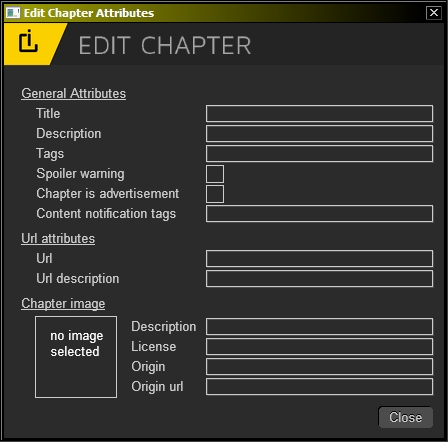 Edit Chapter Attributes
EDIT CHAPTER
General Attributes
Title
Description
Tags
Spoiler warning
Chapter is advertisement
Content notification tags
Url attributes
Url
Url description
Chapter image
no image
selected
Description
License
Origin
Origin url
Close